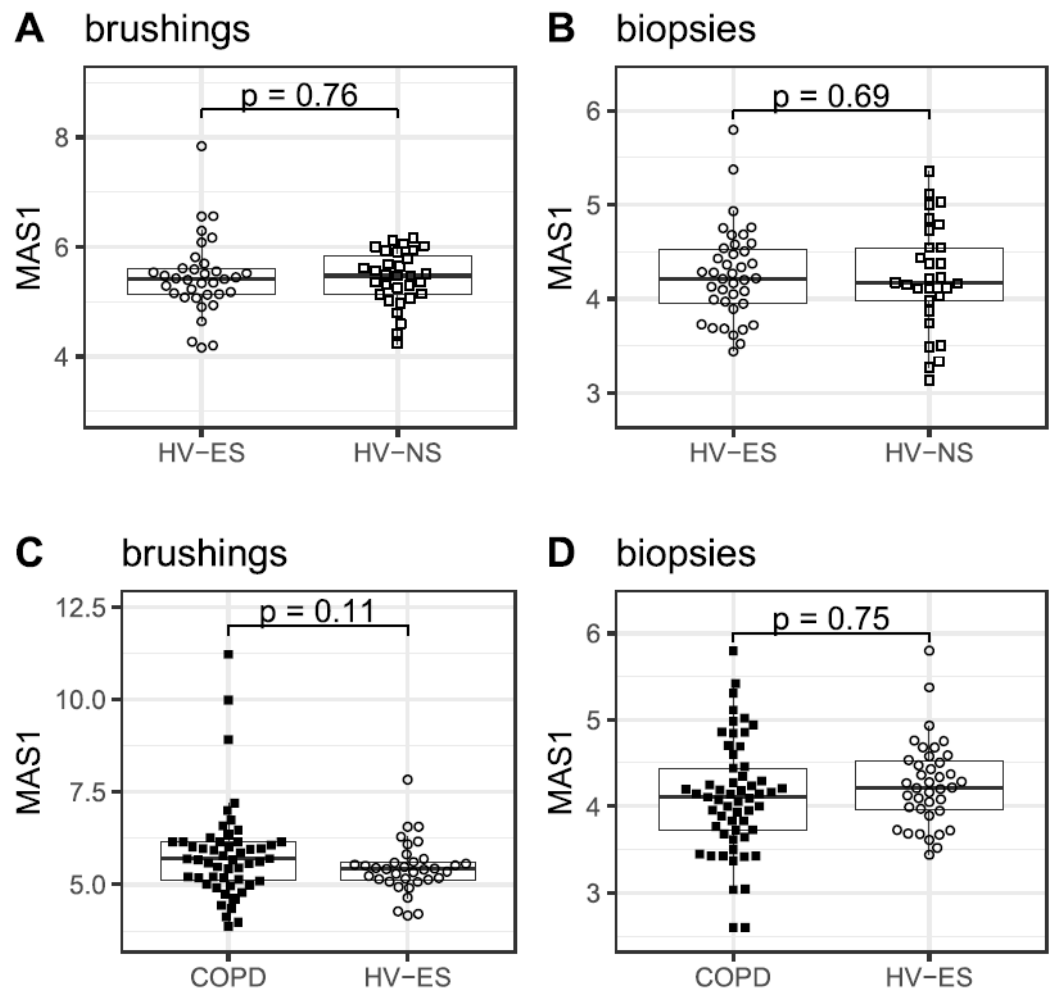 A brushings
p = 0.76
MAS1
8
6
4
HV−ES HV−NS
B biopsies
p = 0.69
MAS1
6
5
4
3
HV−ES HV−NS
C brushings
p = 0.11
MAS1
12.5
10.0
7.5
5.0
COPD HV−ES
D biopsies
p = 0.75
MAS1
6
5
4
3
COPD HV−ES